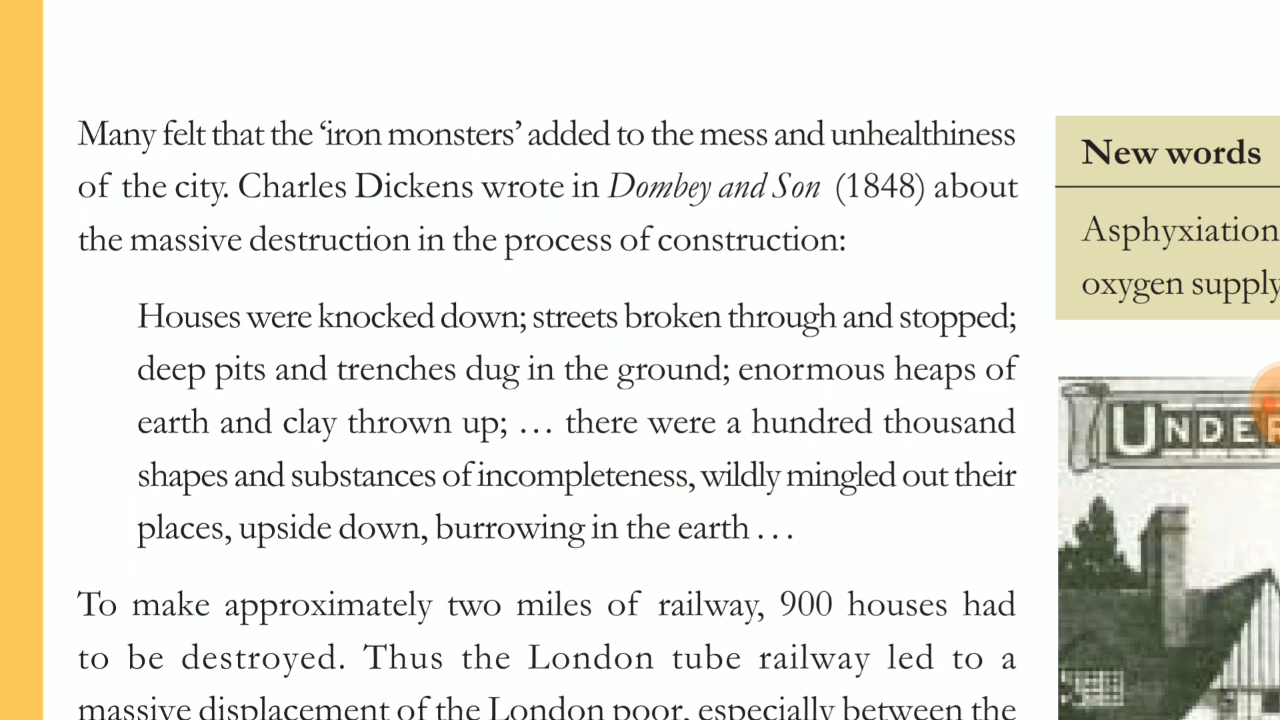 Many felt that the ‘iron monsters’ added to the mess and unhealthiness
of the city. Charles Dickens wrote in Dombey and Son (1848) about
the massive destruction in the process of construction:
Houses were knocked down; streets broken through and stopped;
deep pits and trenches dug in the ground; enormous heaps of
earth and clay thrown up; … there were a hundred thousand
shapes and substances of incompleteness, wildly mingled out their
places, upside down, burrowing in the earth …
To make approximately two miles of railway, 900 houses had
to be destroyed. Thus the London tube railway led to a
massive displacement of the London poor, especially between the
New words
Asphyxiation
oxygen supply
UNDER